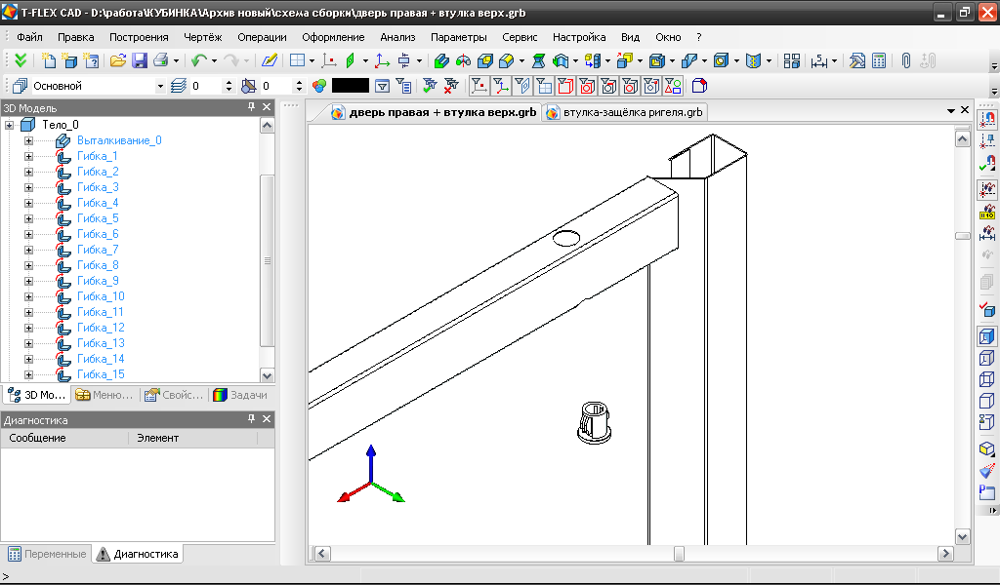 T-FLEX CAD - D:\работа\КУБИНКА\Архив новый\схема сборки\дверь правая + втулка верх.grb
Файл Правка Построения Чертёж Операции Оформление Анализ Параметры Сервис Настройка Вид Окно ?
Основной 0 0
3D Модель
дверь правая + втулка верх.grb втулка-защёлка ригеля.grb
Тело_0
Выталкивание_0
Гибка_1
Гибка_2
Гибка_3
Гибка_4
Гибка_5
Гибка_6
Гибка_7
Гибка_8
Гибка_9
Гибка_10
Гибка_11
Гибка_12
Гибка_13
Гибка_14
Гибка_15
3D Мо... Меню... Свойс... Задачи
Диагностика
Сообщение Элемент
Переменные Диагностика
>